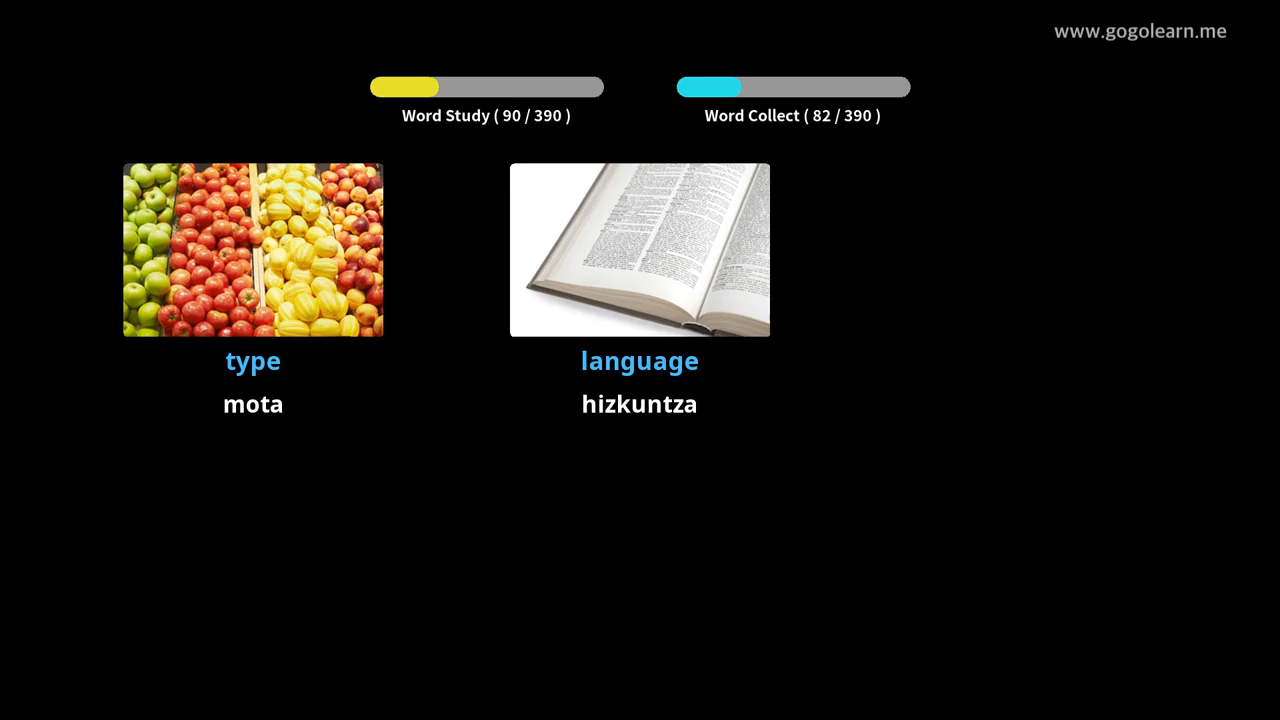 www.gogolearn.me
Word Study ( 90 / 390 )
Word Collect ( 82 / 390 )
type
mota
language
hizkuntza